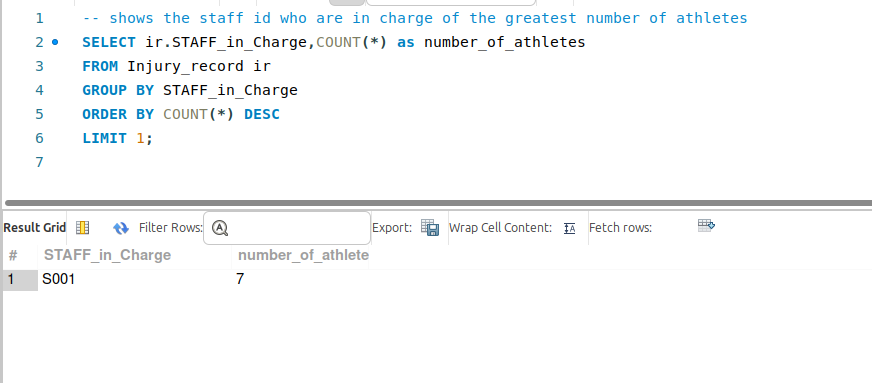 1 -- shows the staff id who are in charge of the greatest number of athletes
2 SELECT ir.STAFF_in_Charge,COUNT(*) as number_of_athletes
3 FROM Injury_record ir
4 GROUP BY STAFF_in_Charge
5 ORDER BY COUNT(*) DESC
6 LIMIT 1;
7
Result Grid Filter Rows: Export: Wrap Cell Content: Fetch rows:
# STAFF_in_Charge number_of_athlete
1 S001 7